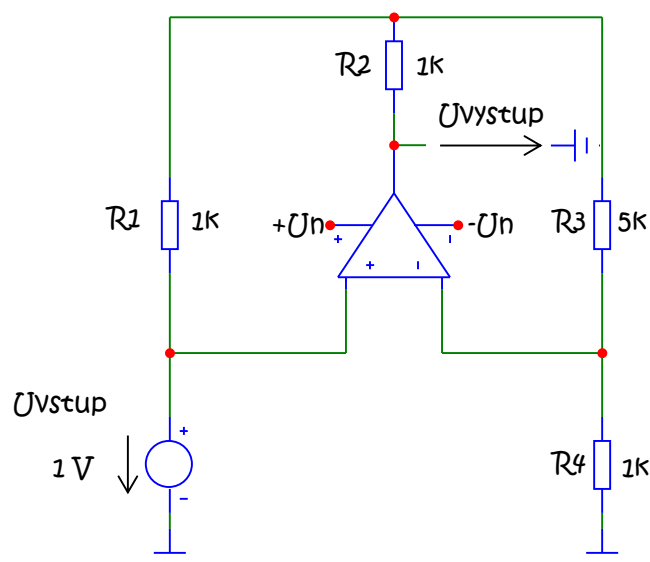 R2 1k
Uvystup
R1 1k
+Un
-Un
R3 5k
+
-
+
-
Uvstup
1 V
+
-
R4 1k